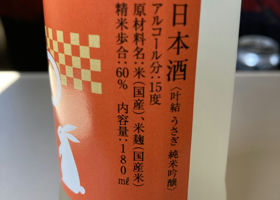 日本酒
〈叶結 うさぎ 純米吟醸〉
アルコール分:15度
原材料名:米(国産)、米麹(国産米)
精米歩合:60% 内容量:180㎖